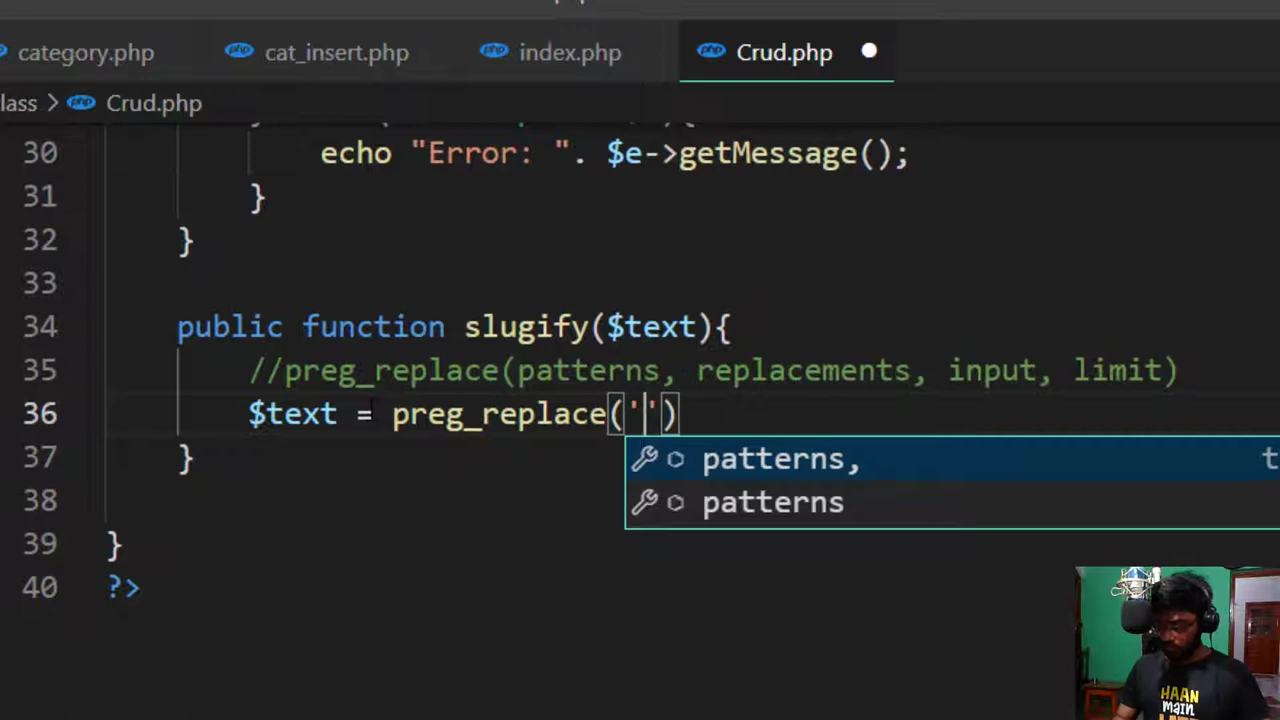 category.php cat_insert.php index.php Crud.php
lass > Crud.php
30 echo "Error: ". $e->getMessage();
31 }
32 }
33
34 public function slugify($text){
35 //preg_replace(patterns, replacements, input, limit)
36 $text = preg_replace('')
patterns,
patterns
37 }
38
39 }
40 ?>
HAAN
main